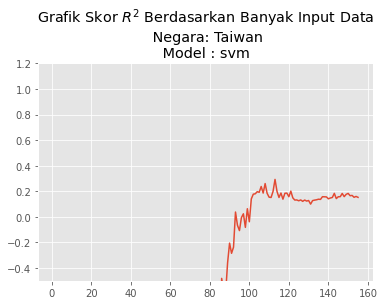 Grafik Skor R² Berdasarkan Banyak Input Data
Negara: Taiwan
Model : svm
1.2
1.0
0.8
0.6
0.4
0.2
0.0
−0.2
−0.4
0 20 40 60 80 100 120 140 160